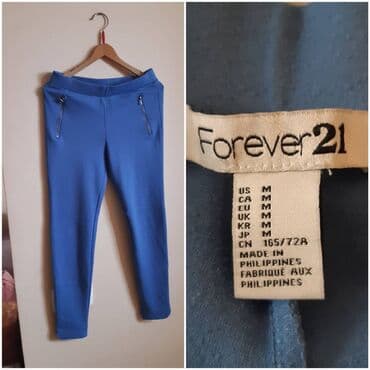 Forever21
US M
CA M
EU M
UK M
KR M
JP M
CN 165/72A
MADE IN
PHILIPPINES
FABRIQUÉ AUX
PHILIPPINES